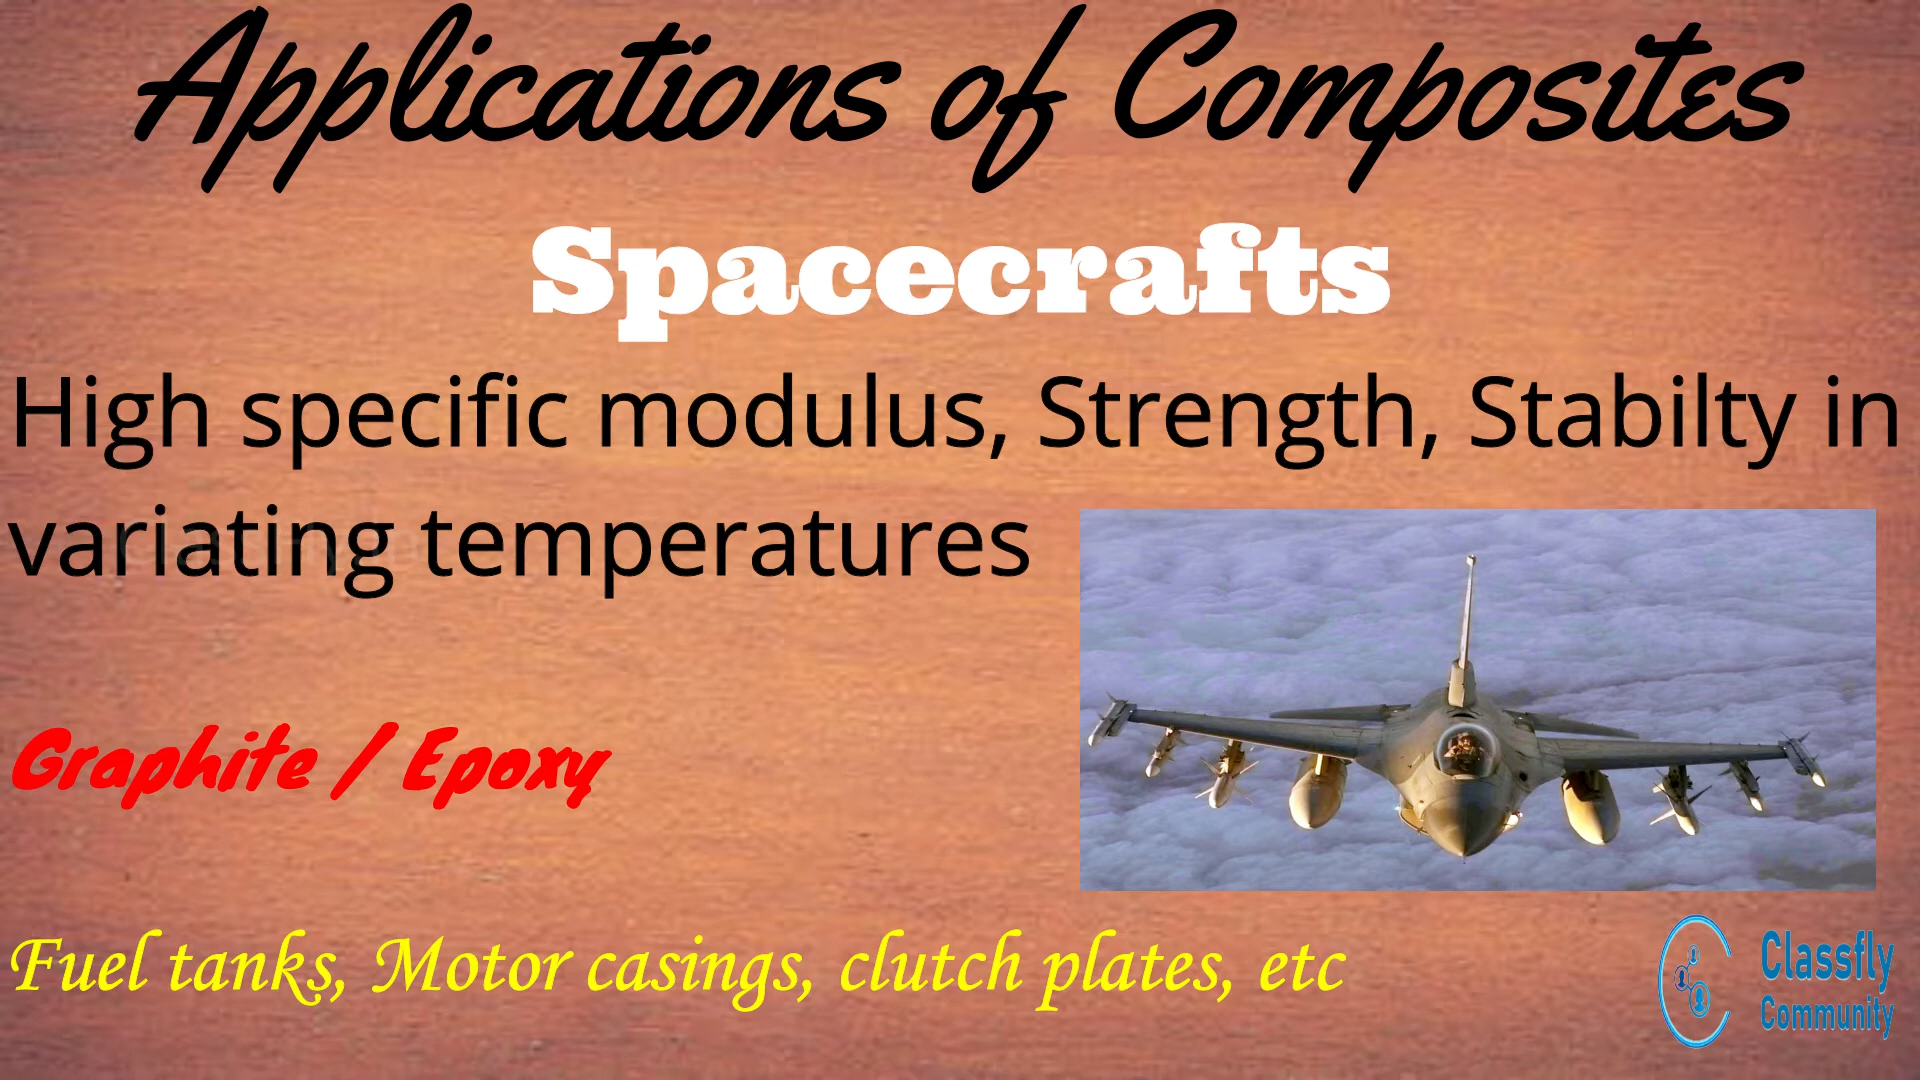 Applications of Composites
Spacecrafts
High specific modulus, Strength, Stabilty in
variating temperatures
Graphite / Epoxy
Fuel tanks, Motor casings, clutch plates, etc
Classfly
Community